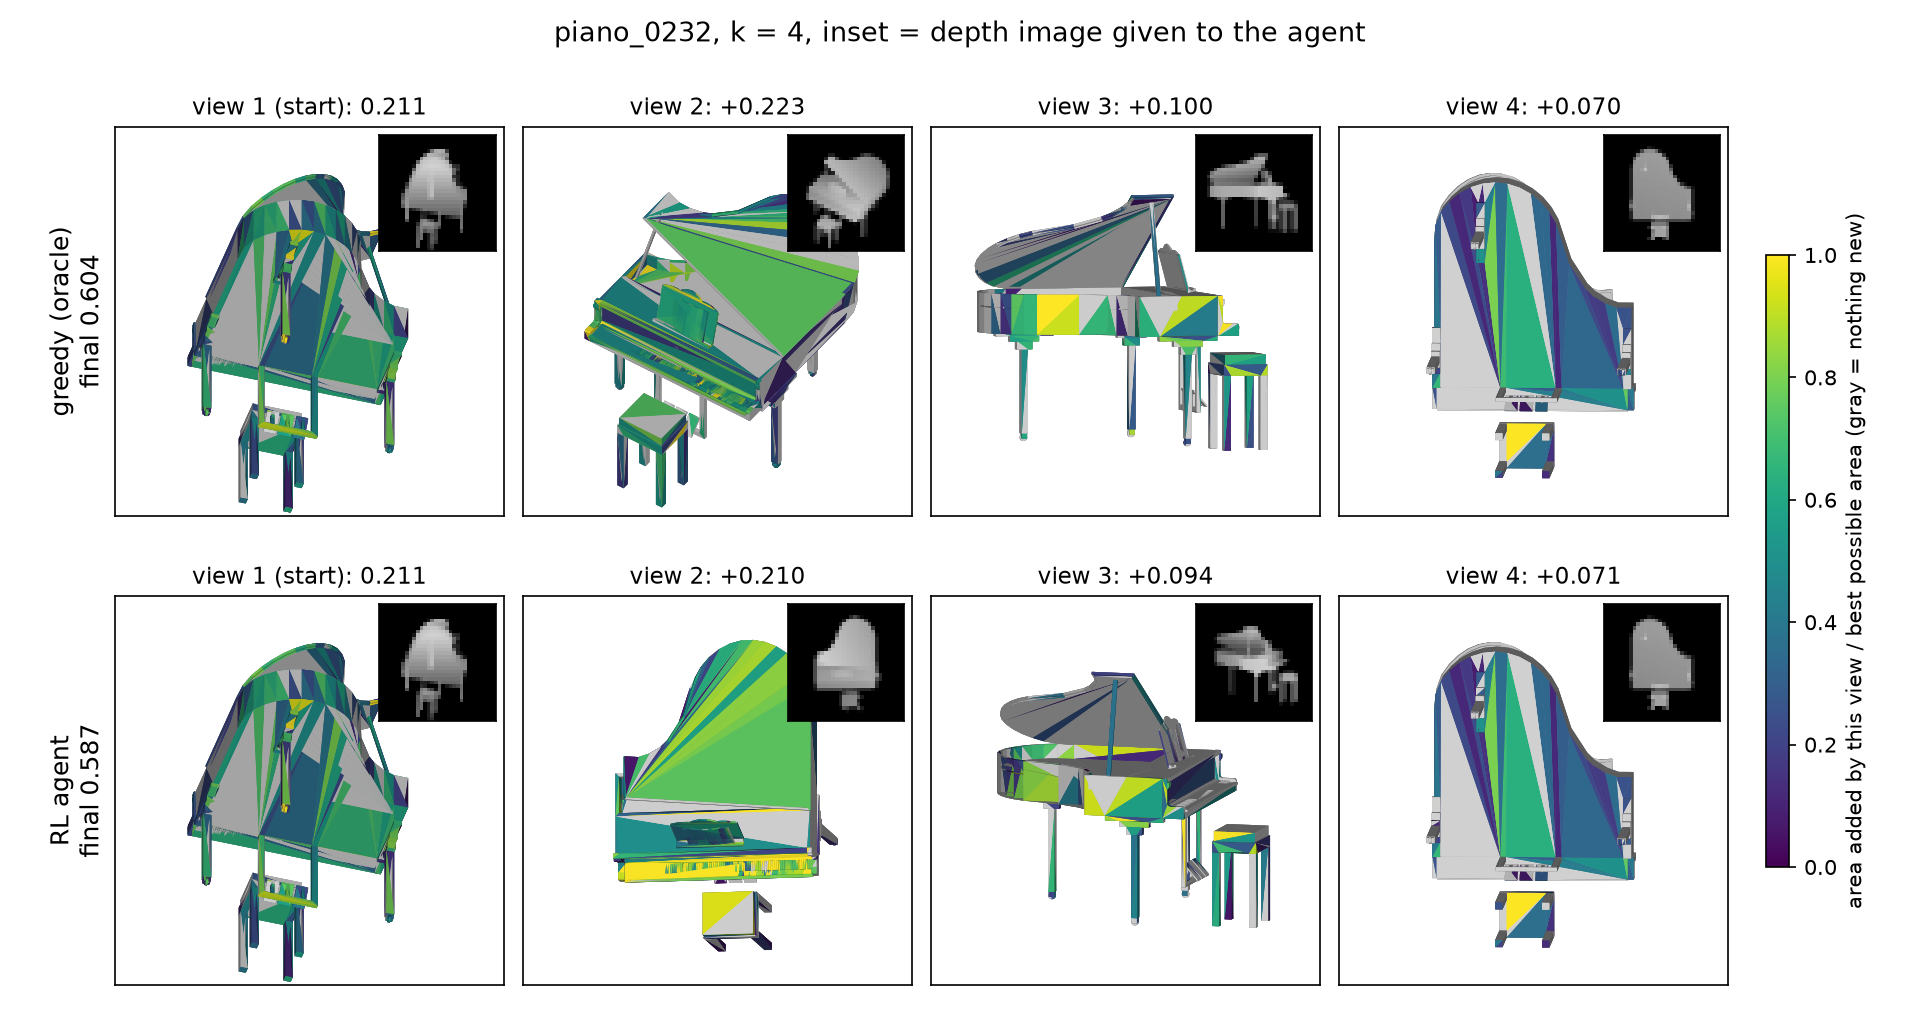 piano_0232, k = 4, inset = depth image given to the agent
view 1 (start): 0.211
view 2: +0.223
view 3: +0.100
view 4: +0.070
greedy (oracle)
final 0.604
view 1 (start): 0.211
view 2: +0.210
view 3: +0.094
view 4: +0.071
RL agent
final 0.587
1.0
0.8
0.6
0.4
0.2
0.0
area added by this view / best possible area (gray = nothing new)